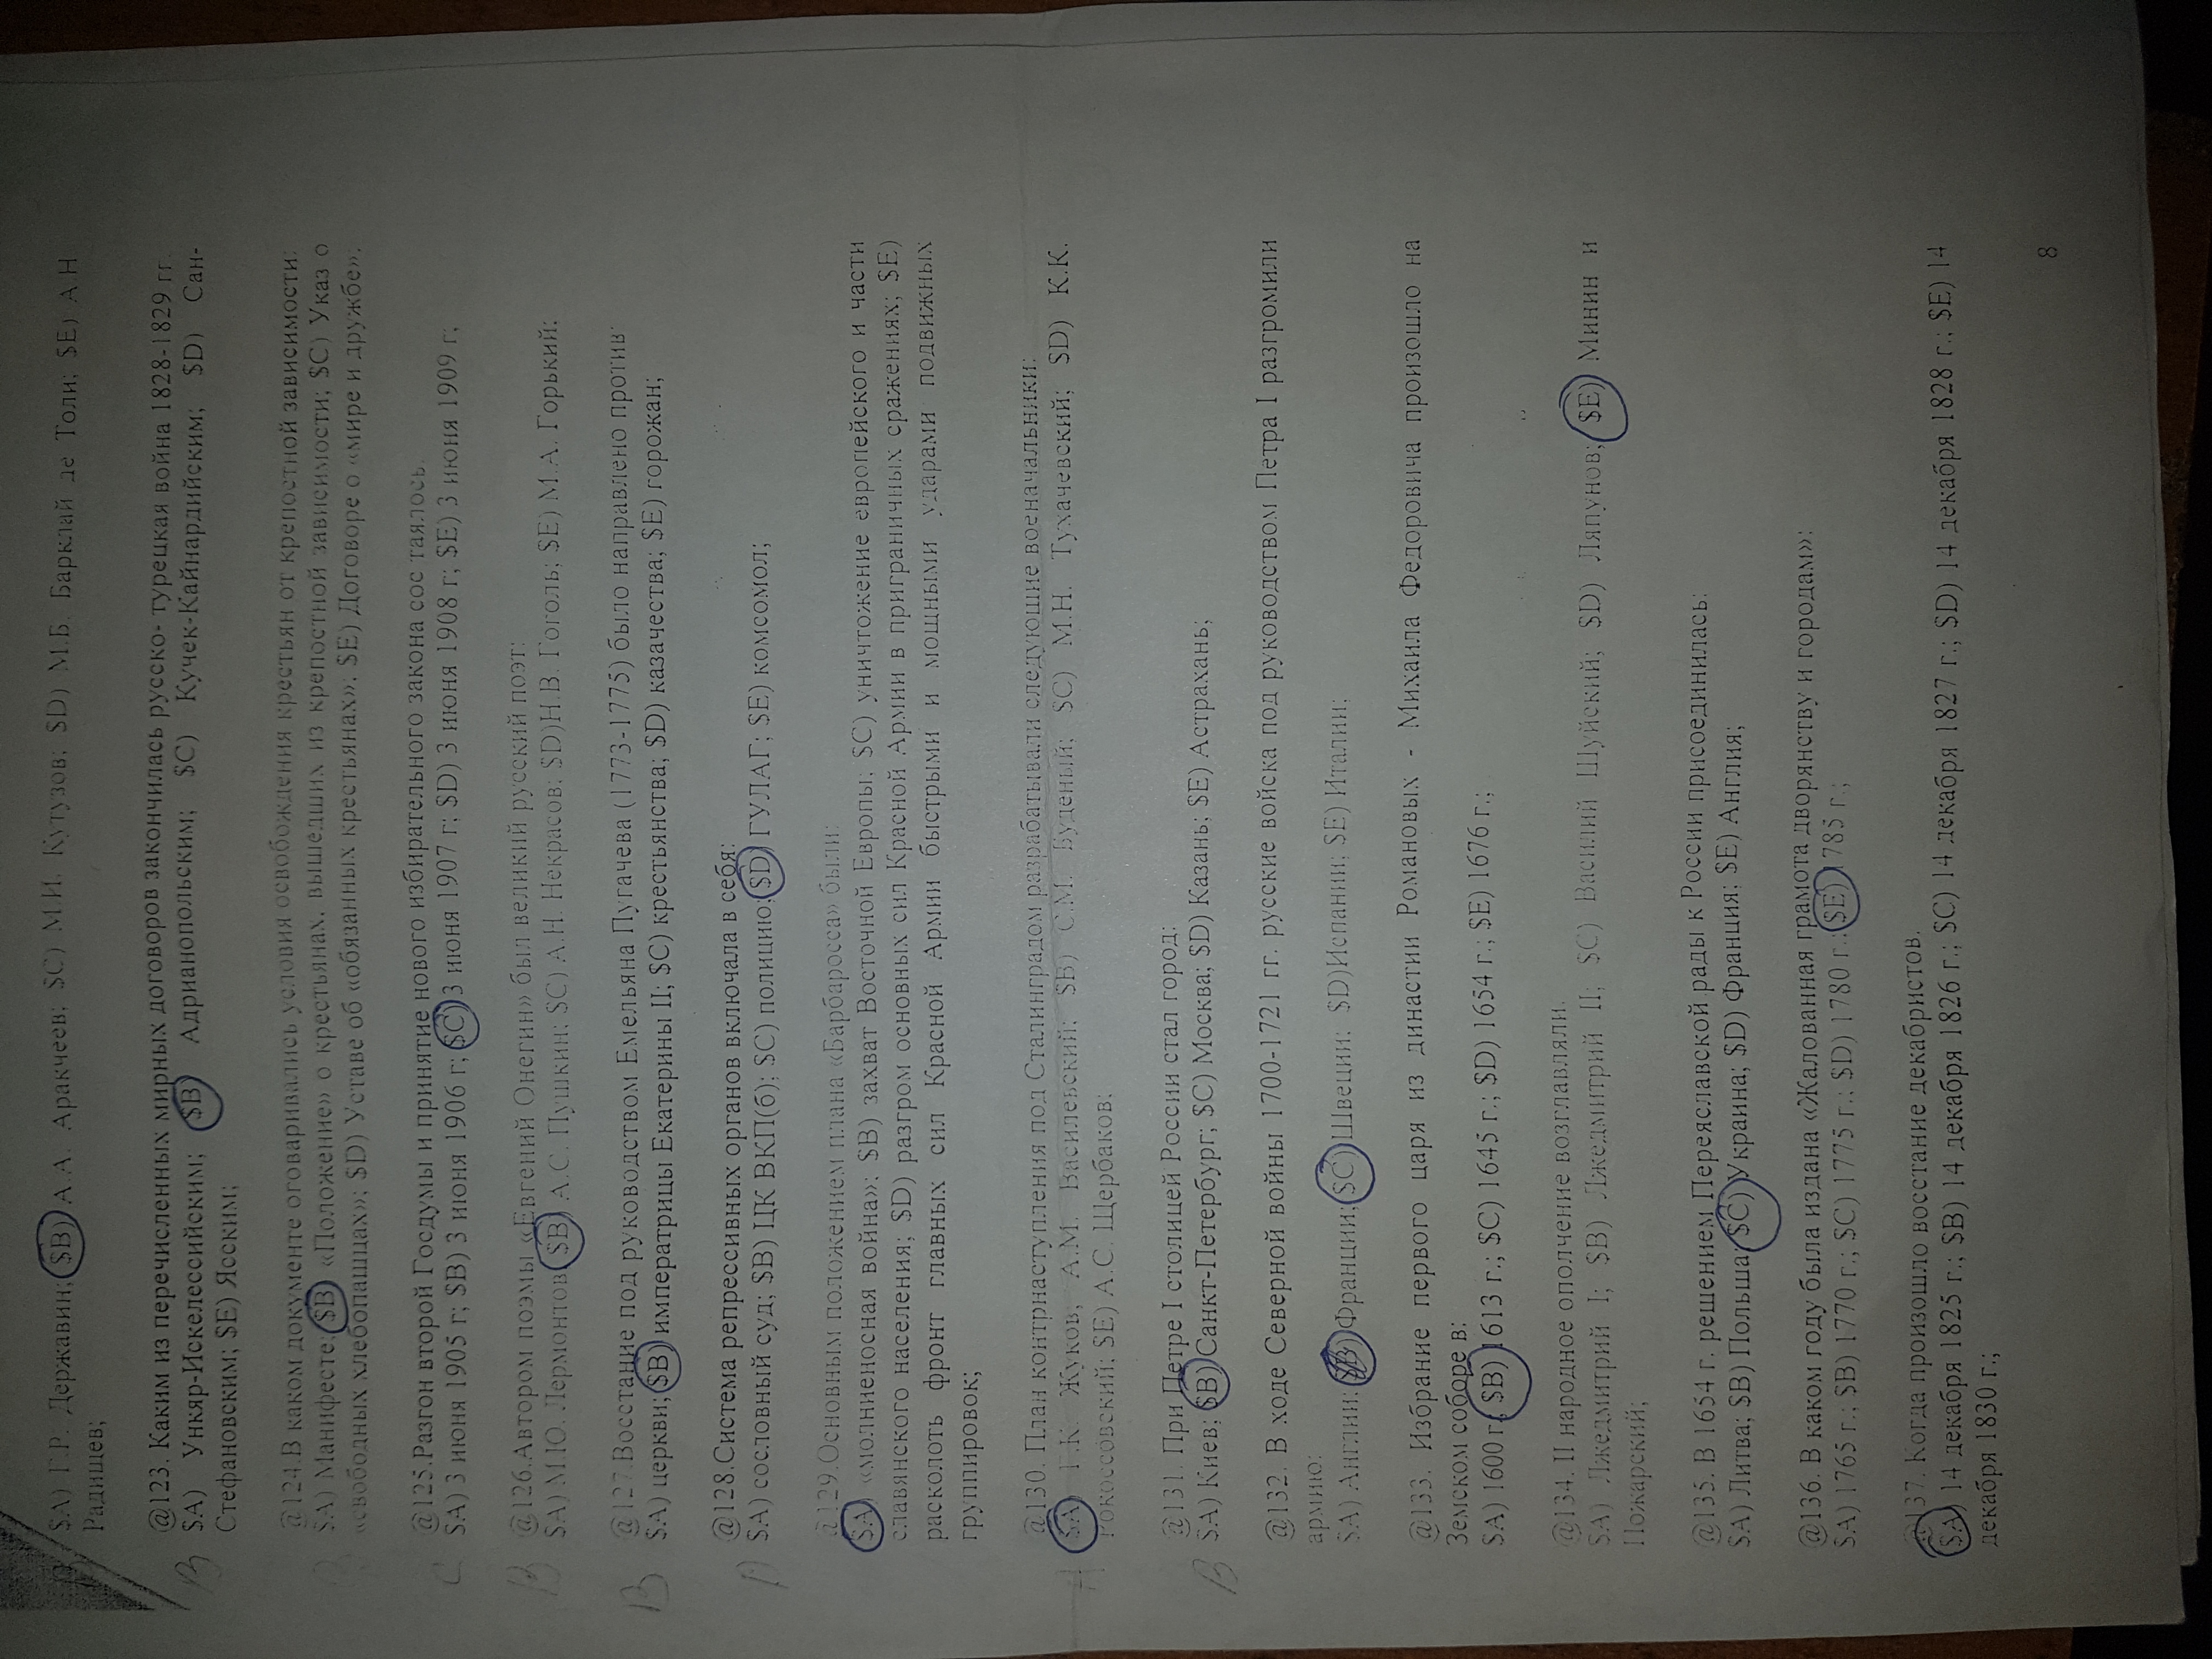 $A) Г.Р. Державин; $B) А.А. Аракчеев; $C) М.И. Кутузов; $D) М.Б. Барклай де Толи; $E) А.Н
Радищев;
@123. Каким из перечисленных мирных договоров закончилась русско- турецкая война 1828-1829 гг.
B
$A) Ункяр-Искелессийским; $B) Адрианопольским; $C) Кучек-Кайнардийским; $D) Сан-
Стефановским; $E) Ясским;
@124.В каком документе оговаривались условия освобождения крестьян от крепостной зависимости:
$A) Манифесте; $B) «Положение» о крестьянах, вышедших из крепостной зависимости; $C) Указ о
«свободных хлебопашцах»; $D) Уставе об «обязанных крестьянах»; $E) Договоре о «мире и дружбе»;
@125.Разгон второй Госдумы и принятие нового избирательного закона сос таялось.
C
$A) 3 июня 1905 г; $B) 3 июня 1906 г; $C) 3 июня 1907 г; $D) 3 июня 1908 г; $E) 3 июня 1909 г;
B
@126.Автором поэмы «Евгений Онегин» был великий русский поэт:
$A) М.Ю. Лермонтов $B) А.С. Пушкин; $C) А.Н. Некрасов; $D)Н.В. Гоголь; $E) М.А. Горький;
@127.Восстание под руководством Емельяна Пугачева (1773-1775) было направлено против:
B
$A) церкви; $B) императрицы Екатерины II; $C) крестьянства; $D) казачества; $E) горожан;
@128.Система репрессивных органов включала в себя:
D
$A) сословный суд; $B) ЦК ВКП(б); $C) полицию; $D) ГУЛАГ; $E) комсомол;
@129.Основным положением плана «Барбаросса» были:
$A) «молниеносная война»; $B) захват Восточной Европы; $C) уничтожение европейского и части
славянского населения; $D) разгром основных сил Красной Армии в приграничных сражениях; $E)
расколоть фронт главных сил Красной Армии быстрыми и мощными ударами подвижных
группировок;
@130. План контрнаступления под Сталинградом разрабатывали следующие военачальники:
A
$A) Г.К. Жуков; А.М. Василевский; $B) С.М. Буденый; $C) М.Н. Тухачевский; $D) К.К.
Рокоссовский; $E) А.С. Щербаков;
@131. При Петре I столицей России стал город:
B
$A) Киев; $B) Санкт-Петербург; $C) Москва; $D) Казань; $E) Астрахань;
@132. В ходе Северной войны 1700-1721 гг. русские войска под руководством Петра I разгромили
армию:
$A) Англии; $B) Франции; $C) Швеции; $D)Испании; $E) Италии;
@133. Избрание первого царя из династии Романовых - Михаила Федоровича произошло на
Земском соборе в:
$A) 1600 г. $B) 1613 г.; $C) 1645 г.; $D) 1654 г.; $E) 1676 г.;
@134. II народное ополчение возглавляли.
$A) Лжедмитрий I; $B) Лжедмитрий II; $C) Василий Шуйский; $D) Ляпунов; $E) Минин и
Пожарский;
@135. В 1654 г. решением Переяславской рады к России присоединилась:
$A) Литва; $B) Польша; $C) Украина; $D) Франция; $E) Англия;
@136. В каком году была издана «Жалованная грамота дворянству и городам»:
$A) 1765 г.; $B) 1770 г.; $C) 1775 г.; $D) 1780 г.; $E) 1785 г.;
@137. Когда произошло восстание декабристов.
$A) 14 декабря 1825 г.; $B) 14 декабря 1826 г.; $C) 14 декабря 1827 г.; $D) 14 декабря 1828 г.; $E) 14
декабря 1830 г.;
8